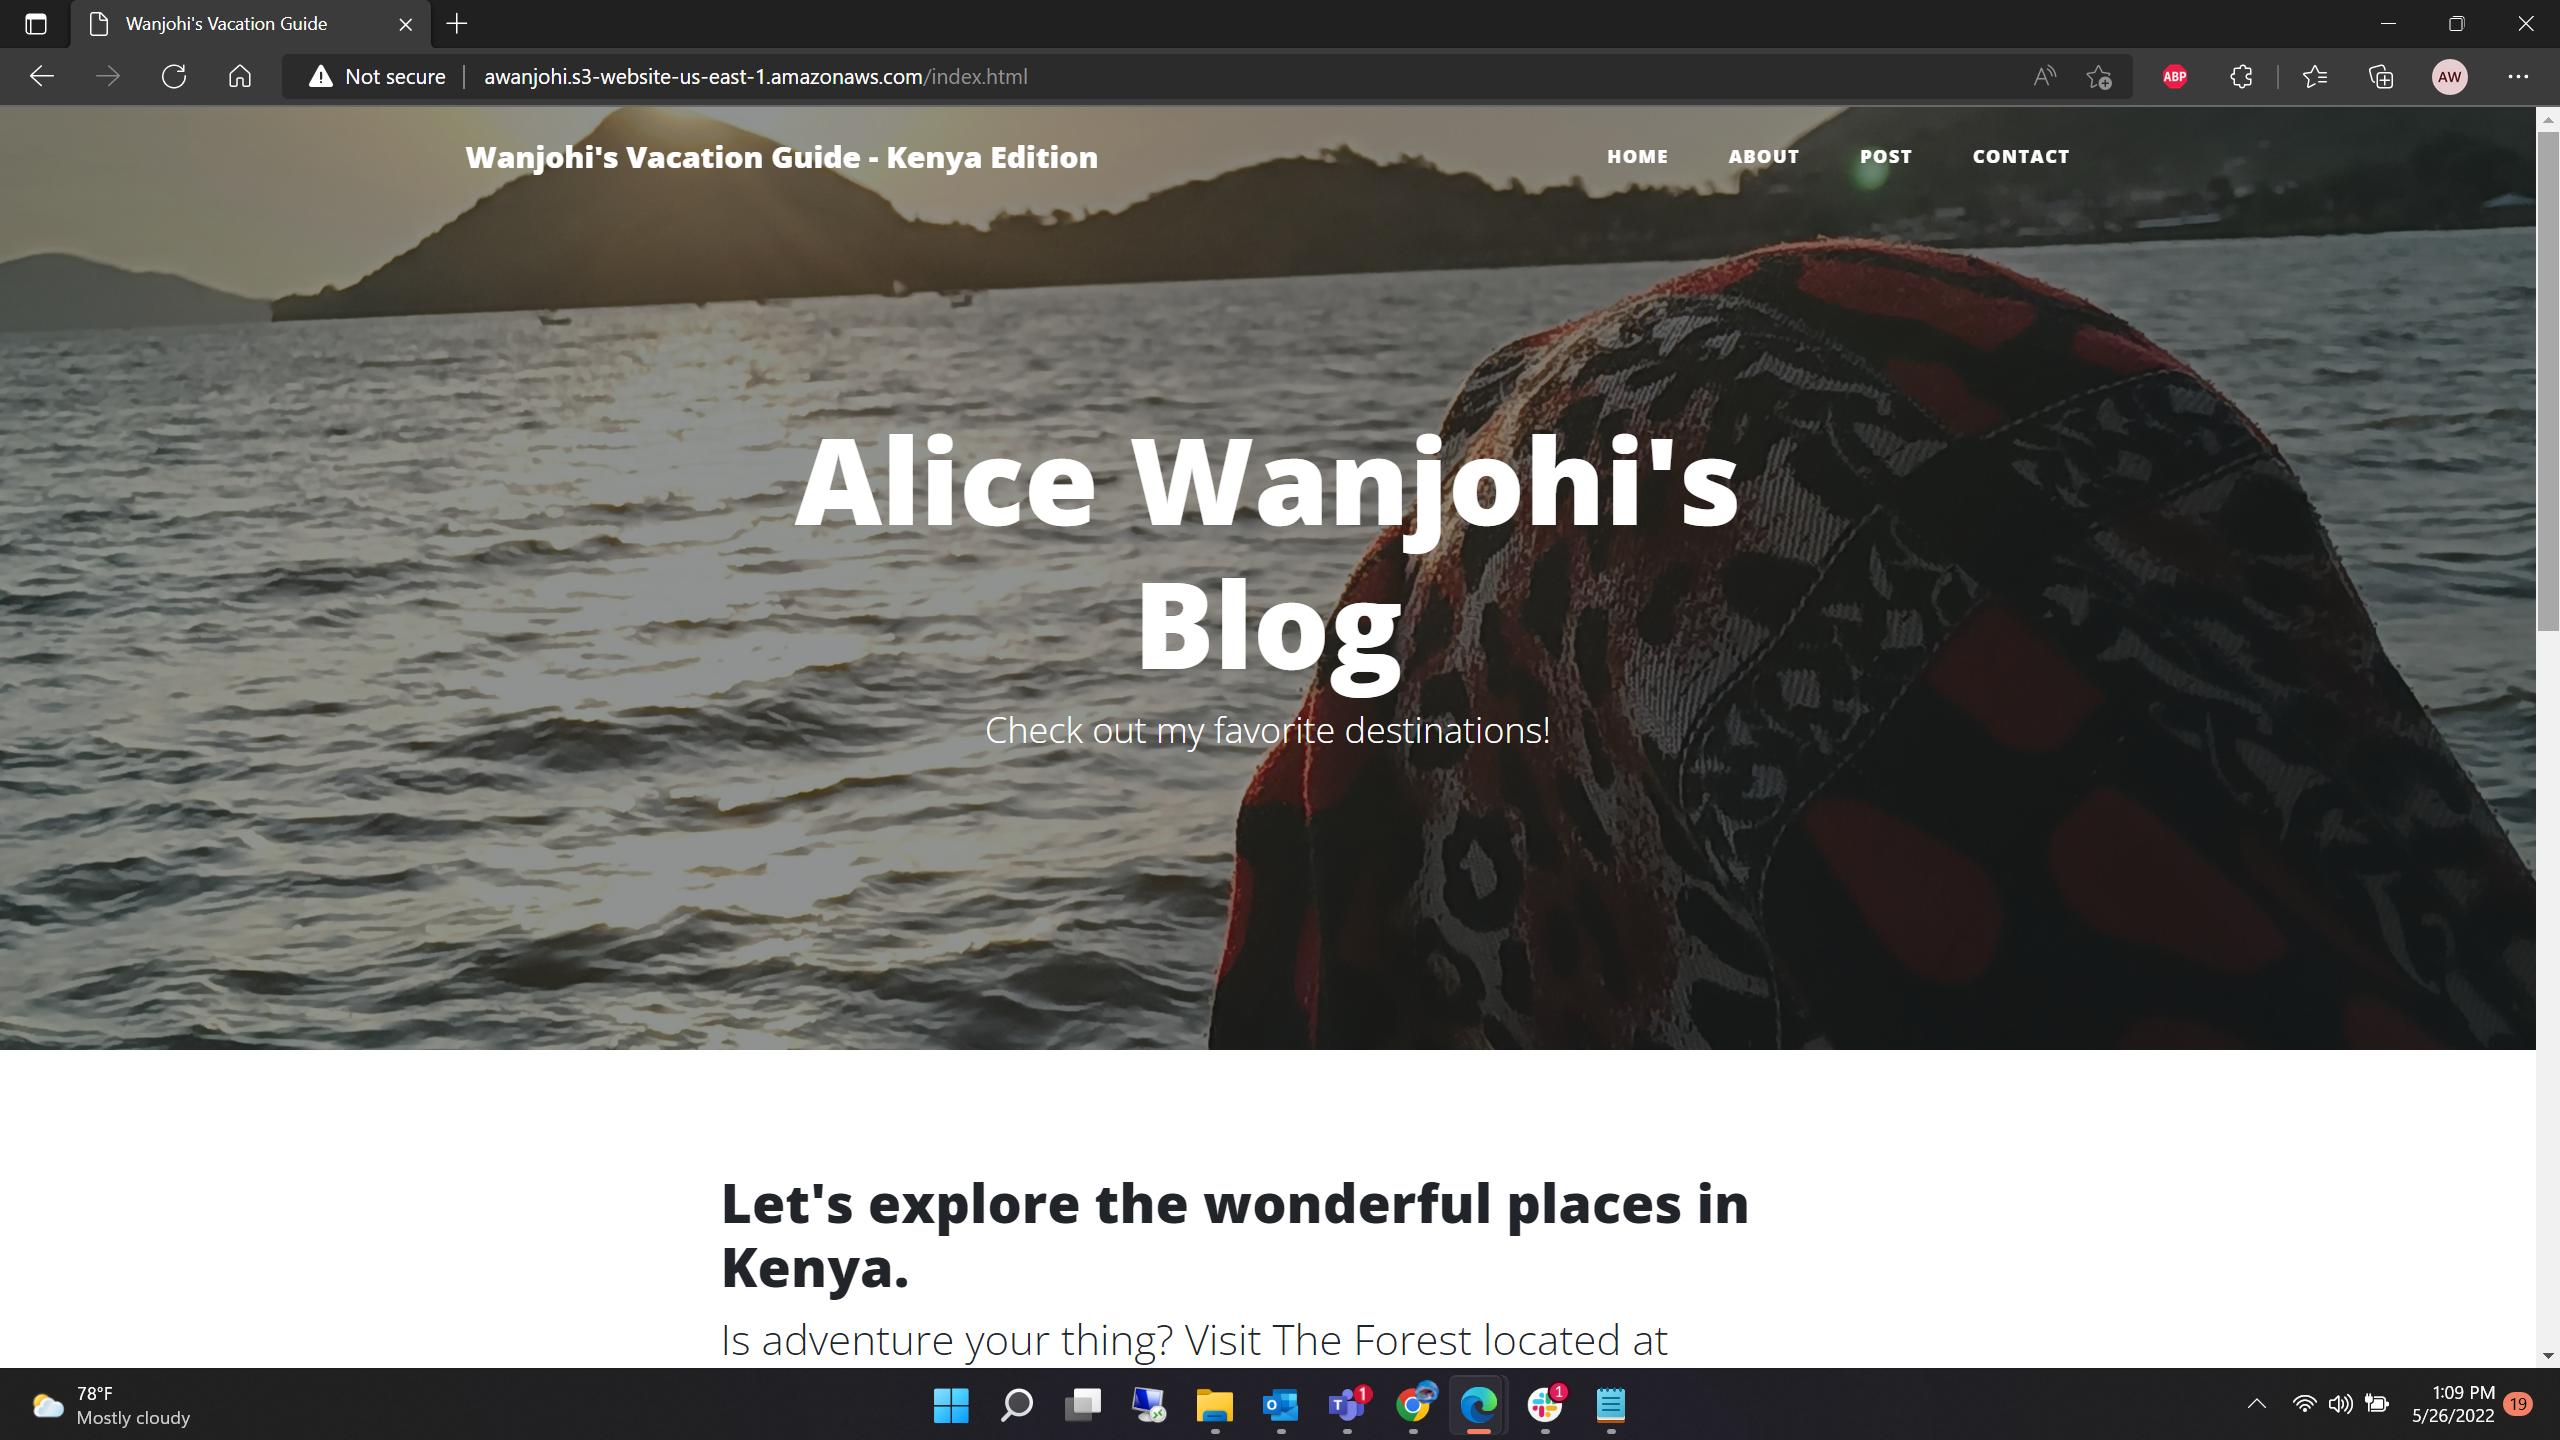 Wanjohi's Vacation Guide
Not secure
awanjohi.s3-website-us-east-1.amazonaws.com/index.html
ABP
AW
Wanjohi's Vacation Guide - Kenya Edition
HOME ABOUT POST CONTACT
Alice Wanjohi's
Blog
Check out my favorite destinations!
Let's explore the wonderful places in
Kenya.
Is adventure your thing? Visit The Forest located at
78°F
Mostly cloudy
1
1
1:09 PM
5/26/2022
19